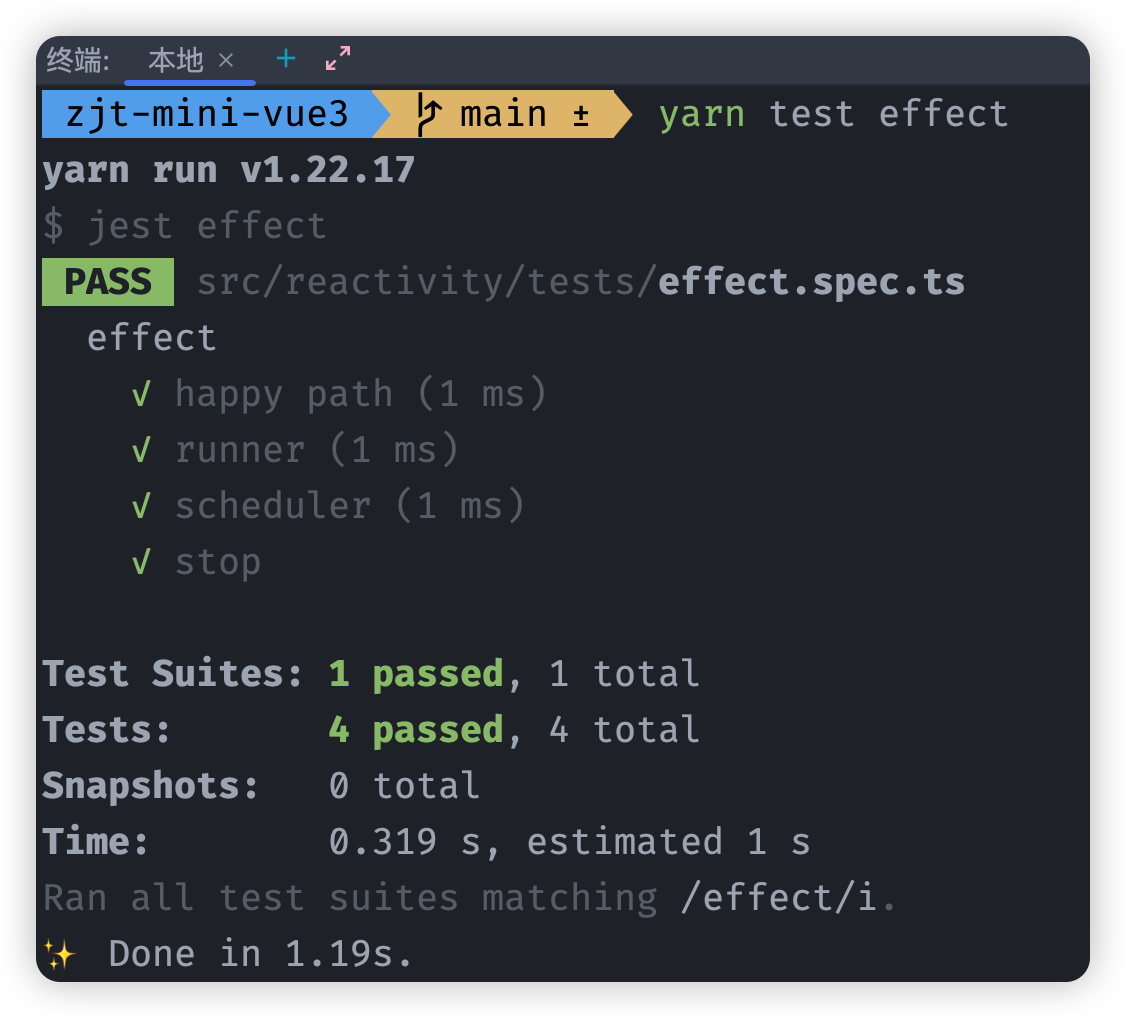 终端: 本地 × +
zjt-mini-vue3 main ± yarn test effect
yarn run v1.22.17
$ jest effect
PASS src/reactivity/tests/effect.spec.ts
effect
√ happy path (1 ms)
√ runner (1 ms)
√ scheduler (1 ms)
√ stop
Test Suites: 1 passed, 1 total
Tests: 4 passed, 4 total
Snapshots: 0 total
Time: 0.319 s, estimated 1 s
Ran all test suites matching /effect/i.
✨ Done in 1.19s.